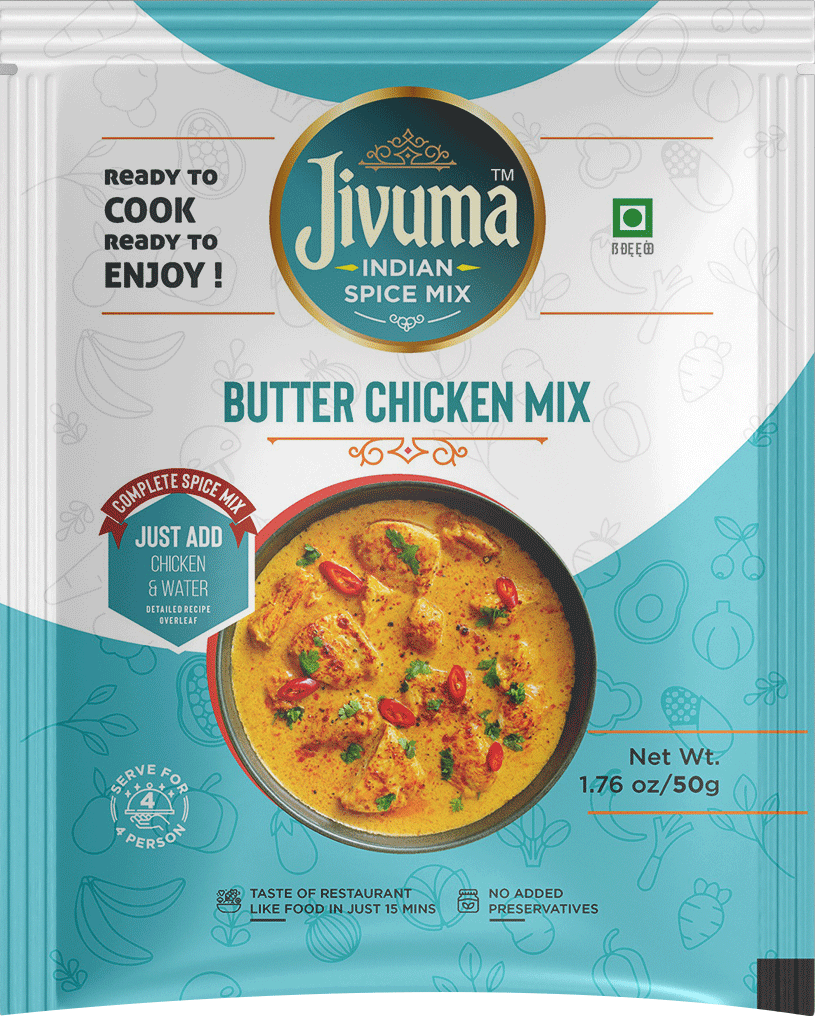 Ready to
COOK
Ready to
ENJOY !
Jivuma™
INDIAN
SPICE MIX
BUTTER CHICKEN MIX
COMPLETE SPICE MIX
JUST ADD
CHICKEN
& WATER
DETAILED RECIPE
OVERLEAF
Net Wt.
1.76 oz/50g
SERVE FOR
4
4 PERSON
TASTE OF RESTAURANT
LIKE FOOD IN JUST 15 MINS
NO ADDED
PRESERVATIVES